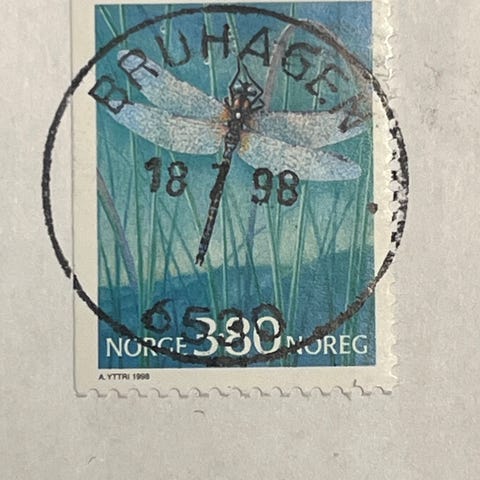 BRUHAGEN
18 7 98
6530
NORGE 3.80 NOREG
A. YTTRI 1998